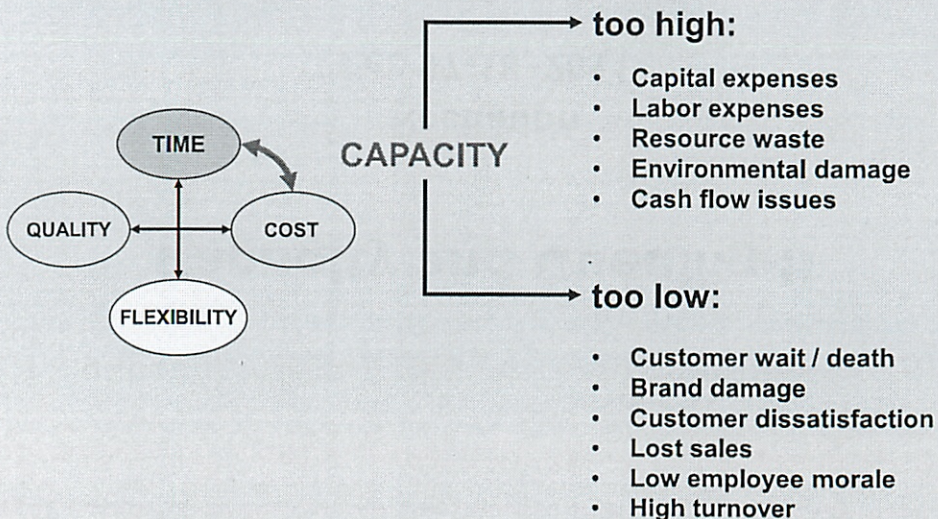 TIME
QUALITY
COST
FLEXIBILITY
CAPACITY
too high:
• Capital expenses
• Labor expenses
• Resource waste
• Environmental damage
• Cash flow issues
too low:
• Customer wait / death
• Brand damage
• Customer dissatisfaction
• Lost sales
• Low employee morale
• High turnover